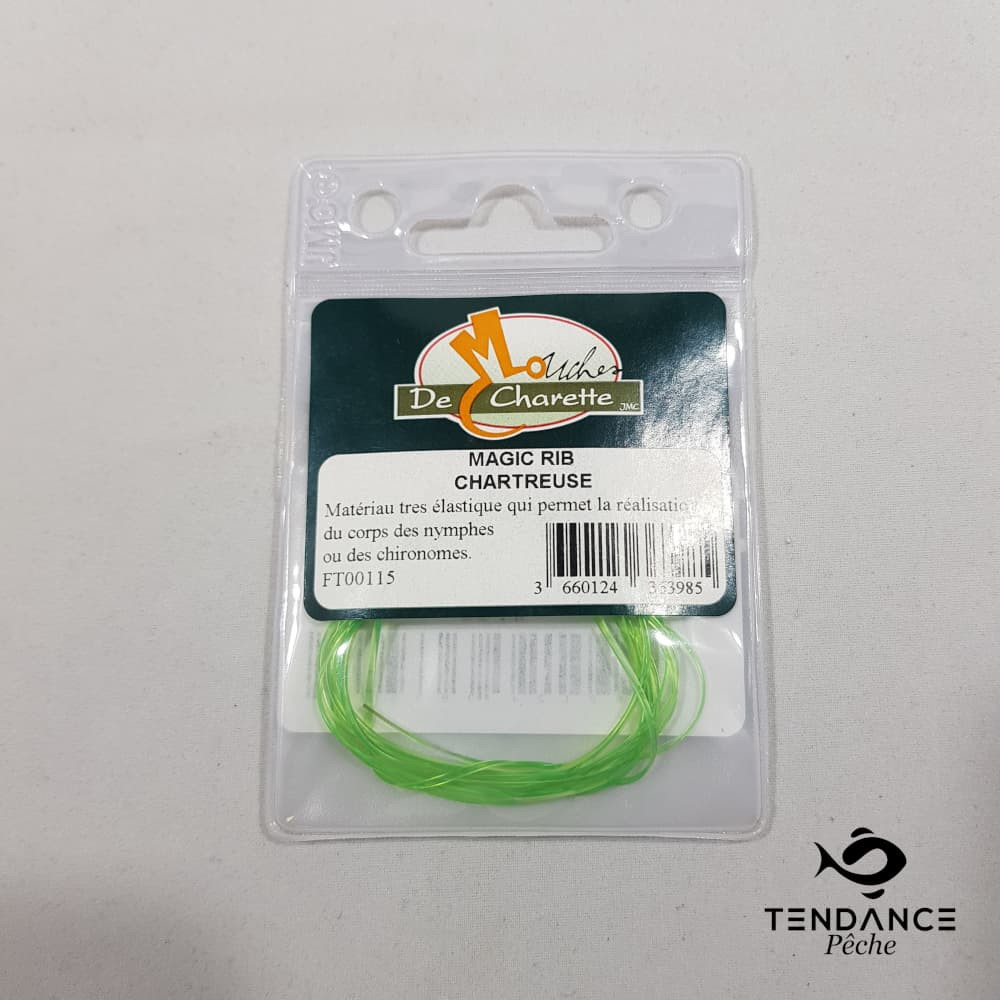 JMC
Mouches
De Charette
JMC
MAGIC RIB
CHARTREUSE
Matériau tres élastique qui permet la réalisation
du corps des nymphes
ou des chironomes.
FT00115
3 660124 353985
TENDANCE
Pêche